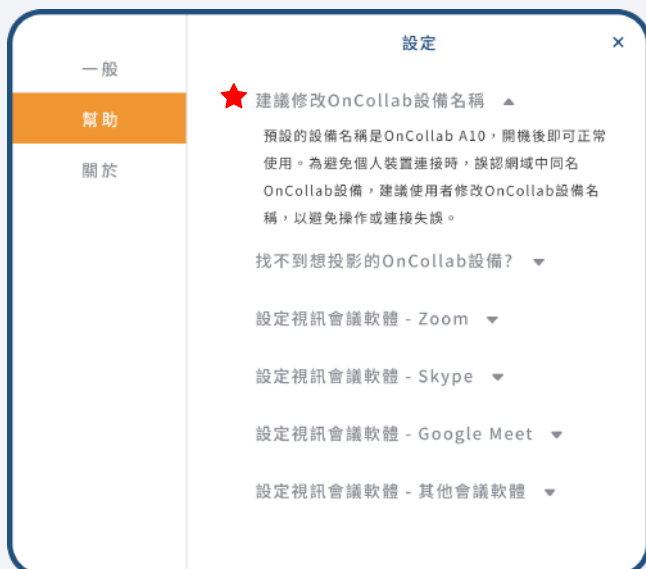 設定
×
一般
幫助
關於
建議修改OnCollab設備名稱
預設的設備名稱是OnCollab A10，開機後即可正常
使用。為避免個人裝置連接時，誤認網域中同名
OnCollab設備，建議使用者修改OnCollab設備名
稱，以避免操作或連接失誤。
找不到想投影的OnCollab設備?
設定視訊會議軟體 - Zoom
設定視訊會議軟體 - Skype
設定視訊會議軟體 - Google Meet
設定視訊會議軟體 - 其他會議軟體